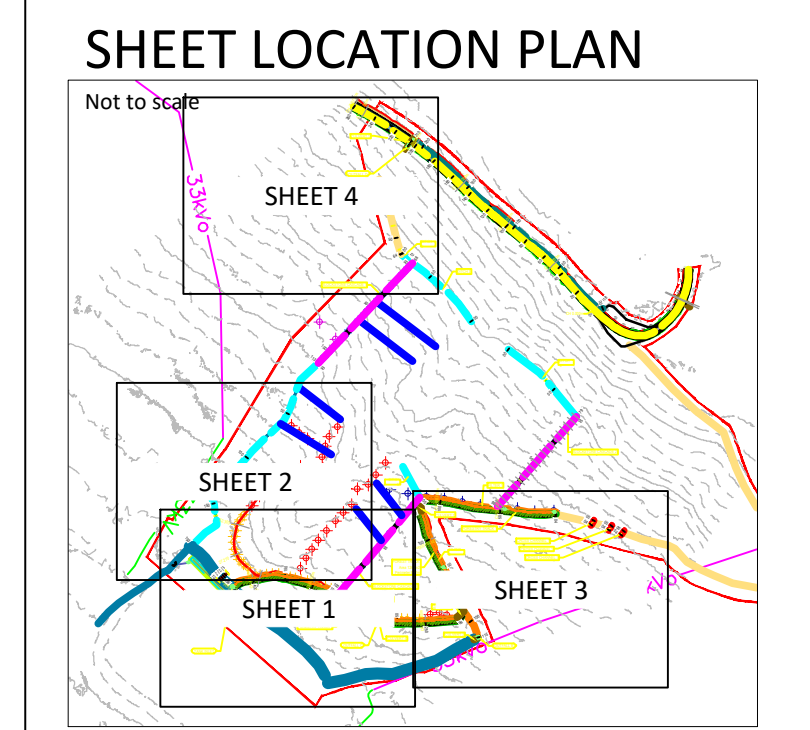 SHEET LOCATION PLAN
Not to scale
33kVo
SHEET 4
SHEET 2
SHEET 1
SHEET 3